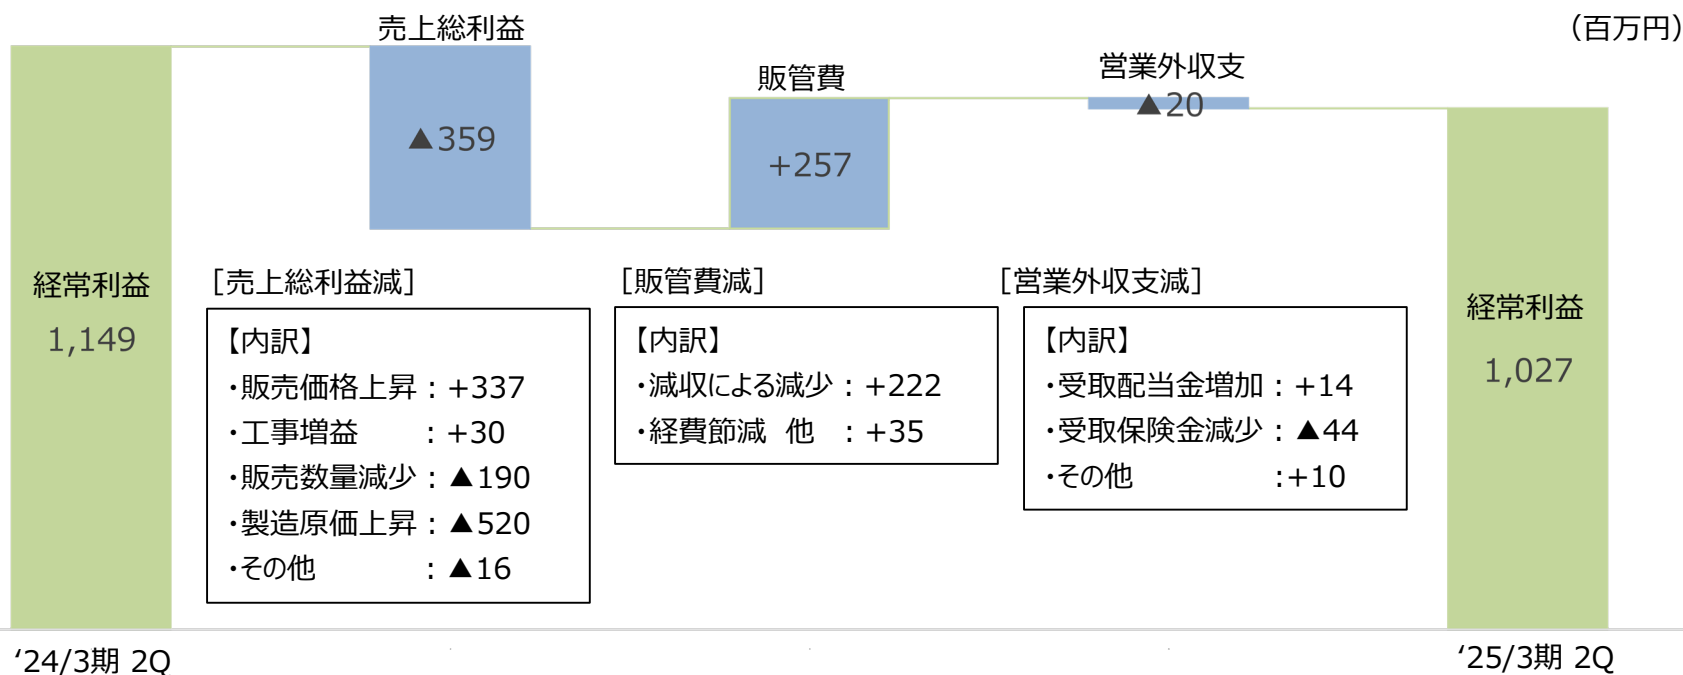 （百万円）
売上総利益
販管費
営業外収支
▲359
+257
▲20
経常利益
1,149
経常利益
1,027
［売上総利益減］
【内訳】
・販売価格上昇：+337
・工事増益　　：+30
・販売数量減少：▲190
・製造原価上昇：▲520
・その他　　　：▲16
［販管費減］
【内訳】
・減収による減少：+222
・経費節減 他 ：+35
［営業外収支減］
【内訳】
・受取配当金増加：+14
・受取保険金減少：▲44
・その他　　　　:+10
‘24/3期 2Q
‘25/3期 2Q